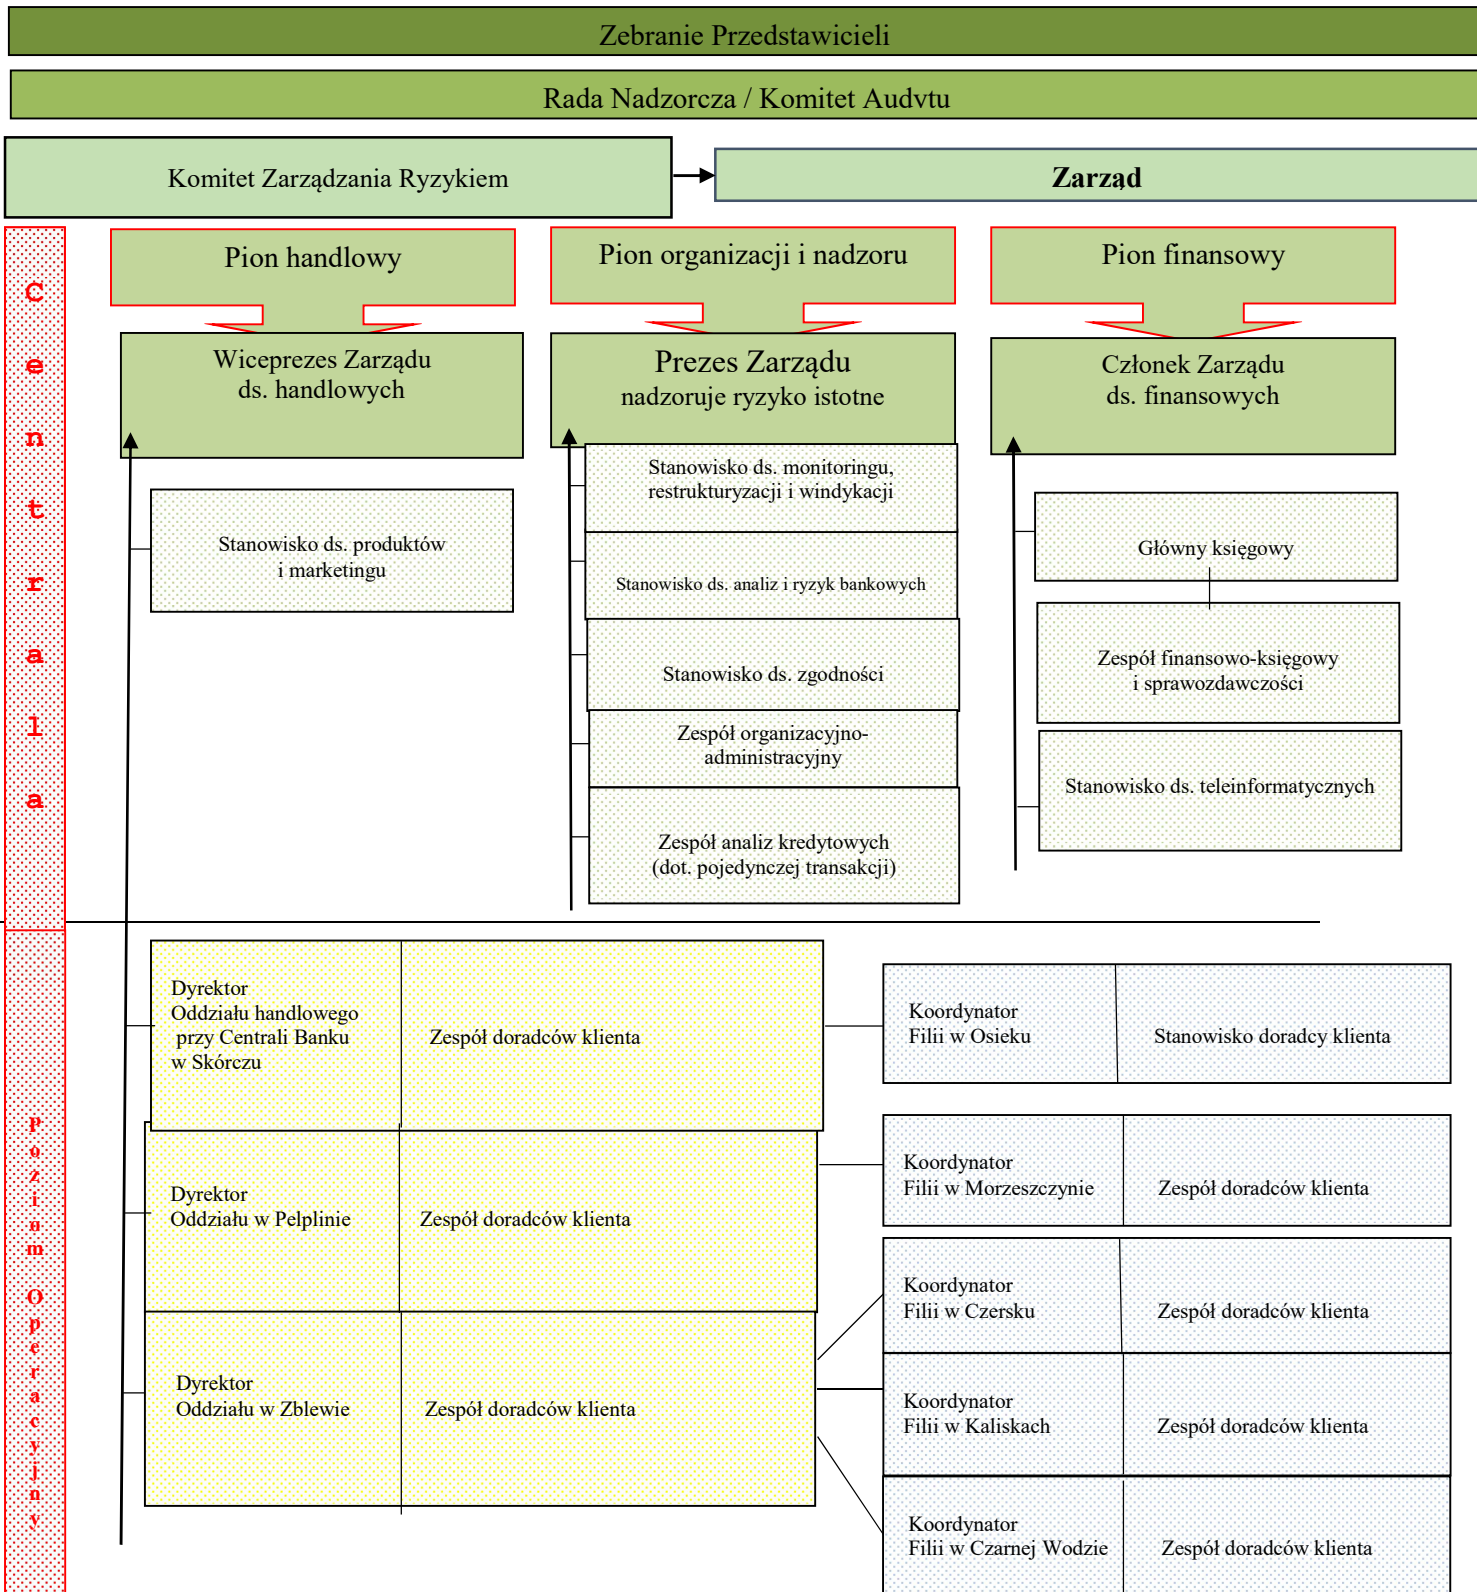 Zebranie Przedstawicieli
Rada Nadzorcza / Komitet Audvtu
Komitet Zarządzania Ryzykiem
Zarząd
Centrala
Pion handlowy
Pion organizacji i nadzoru
Pion finansowy
Wiceprezes Zarządu
ds. handlowych
Prezes Zarządu
nadzoruje ryzyko istotne
Członek Zarządu
ds. finansowych
Stanowisko ds. produktów
i marketingu
Stanowisko ds. monitoringu,
restrukturyzacji i windykacji
Stanowisko ds. analiz i ryzyk bankowych
Stanowisko ds. zgodności
Zespół organizacyjno-
administracyjny
Zespół analiz kredytowych
(dot. pojedynczej transakcji)
Główny księgowy
Zespół finansowo-księgowy
i sprawozdawczości
Stanowisko ds. teleinformatycznych
Poziom Operacyjny
Dyrektor
Oddziału handlowego
przy Centrali Banku
w Skórczu
Zespół doradców klienta
Koordynator
Filii w Osieku
Stanowisko doradcy klienta
Dyrektor
Oddziału w Pelplinie
Zespół doradców klienta
Koordynator
Filii w Morzeszczynie
Zespół doradców klienta
Dyrektor
Oddziału w Zblewie
Zespół doradców klienta
Koordynator
Filii w Czersku
Zespół doradców klienta
Koordynator
Filii w Kaliskach
Zespół doradców klienta
Koordynator
Filii w Czarnej Wodzie
Zespół doradców klienta